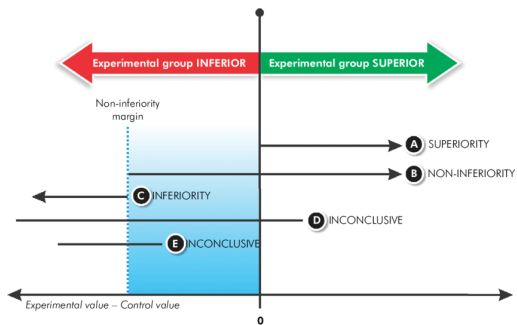 Experimental group INFERIOR
Experimental group SUPERIOR
Non-inferiority
margin
A SUPERIORITY
B NON-INFERIORITY
C INFERIORITY
D INCONCLUSIVE
E INCONCLUSIVE
Experimental value – Control value
0